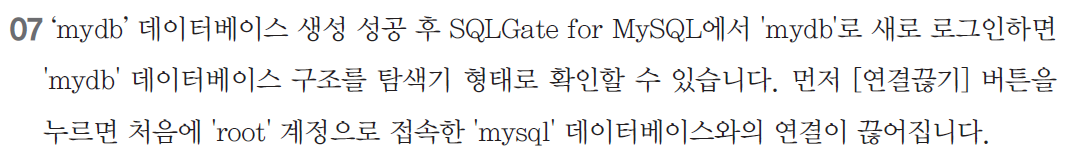 07 ‘mydb’ 데이터베이스 생성 성공 후 SQLGate for MySQL에서 'mydb'로 새로 로그인하면
'mydb' 데이터베이스 구조를 탐색기 형태로 확인할 수 있습니다. 먼저 [연결끊기] 버튼을
누르면 처음에 'root' 계정으로 접속한 'mysql' 데이터베이스와의 연결이 끊어집니다.